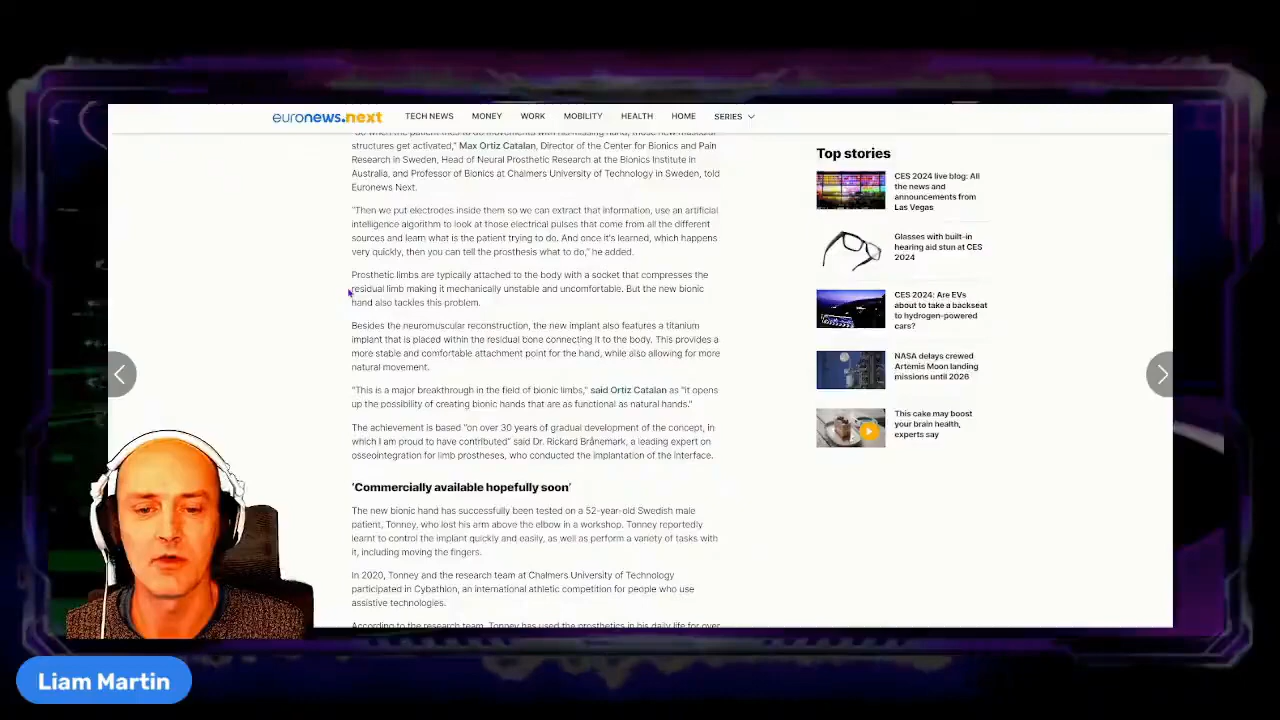 euronews.next
TECH NEWS MONEY WORK MOBILITY HEALTH HOME SERIES
structures get activated," Max Ortiz Catalan, Director of the Center for Bionics and Pain
Research in Sweden, Head of Neural Prosthetic Research at the Bionics Institute in
Australia, and Professor of Bionics at Chalmers University of Technology in Sweden, told
Euronews Next.
"Then we put electrodes inside them so we can extract that information, use an artificial
intelligence algorithm to look at those electrical pulses that come from all the different
sources and learn what is the patient trying to do. And once it's learned, which happens
very quickly, then you can tell the prosthesis what to do," he added.
Prosthetic limbs are typically attached to the body with a socket that compresses the
residual limb making it mechanically unstable and uncomfortable. But the new bionic
hand also tackles this problem.
Besides the neuromuscular reconstruction, the new implant also features a titanium
implant that is placed within the residual bone connecting it to the body. This provides a
more stable and comfortable attachment point for the hand, while also allowing for more
natural movement.
"This is a major breakthrough in the field of bionic limbs," said Ortiz Catalan as "it opens
up the possibility of creating bionic hands that are as functional as natural hands."
The achievement is based "on over 30 years of gradual development of the concept, in
which I am proud to have contributed" said Dr. Rickard Brånemark, a leading expert on
osseointegration for limb prostheses, who conducted the implantation of the interface.
'Commercially available hopefully soon'
The new bionic hand has successfully been tested on a 52-year-old Swedish male
patient, Tonney, who lost his arm above the elbow in a workshop. Tonney reportedly
learnt to control the implant quickly and easily, as well as perform a variety of tasks with
it, including moving the fingers.
In 2020, Tonney and the research team at Chalmers University of Technology
participated in Cybathlon, an international athletic competition for people who use
assistive technologies.
According to the research team, Tonney has used the prosthetics in his daily life for over
Top stories
CES 2024 live blog: All
the news and
announcements from
Las Vegas
Glasses with built-in
hearing aid stun at CES
2024
CES 2024: Are EVs
about to take a backseat
to hydrogen-powered
cars?
NASA delays crewed
Artemis Moon landing
missions until 2026
This cake may boost
your brain health,
experts say
Liam Martin